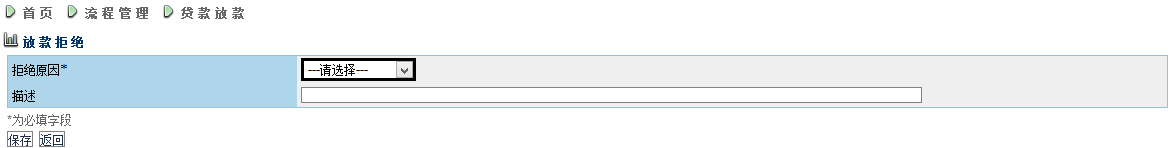 首页 流程管理 贷款放款
放款拒绝
拒绝原因* ---请选择---
描述
*为必填字段
保存 返回